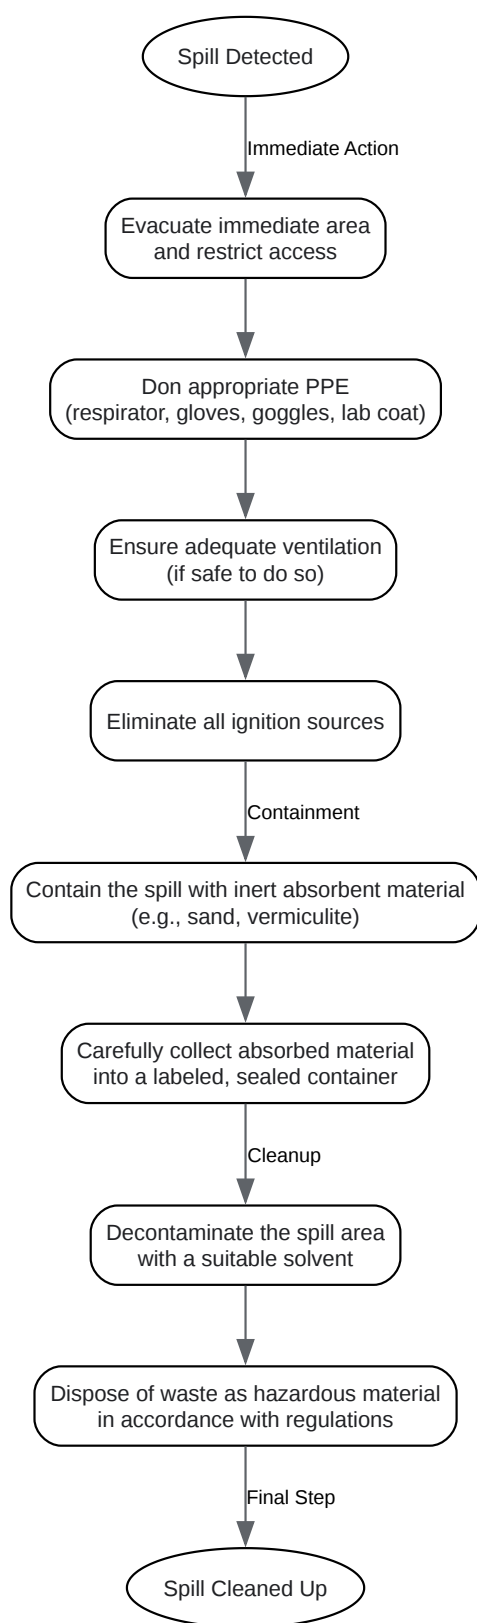 Spill Detected
Immediate Action
Evacuate immediate area
and restrict access
Don appropriate PPE
(respirator, gloves, goggles, lab coat)
Ensure adequate ventilation
(if safe to do so)
Eliminate all ignition sources
Containment
Contain the spill with inert absorbent material
(e.g., sand, vermiculite)
Carefully collect absorbed material
into a labeled, sealed container
Cleanup
Decontaminate the spill area
with a suitable solvent
Dispose of waste as hazardous material
in accordance with regulations
Final Step
Spill Cleaned Up